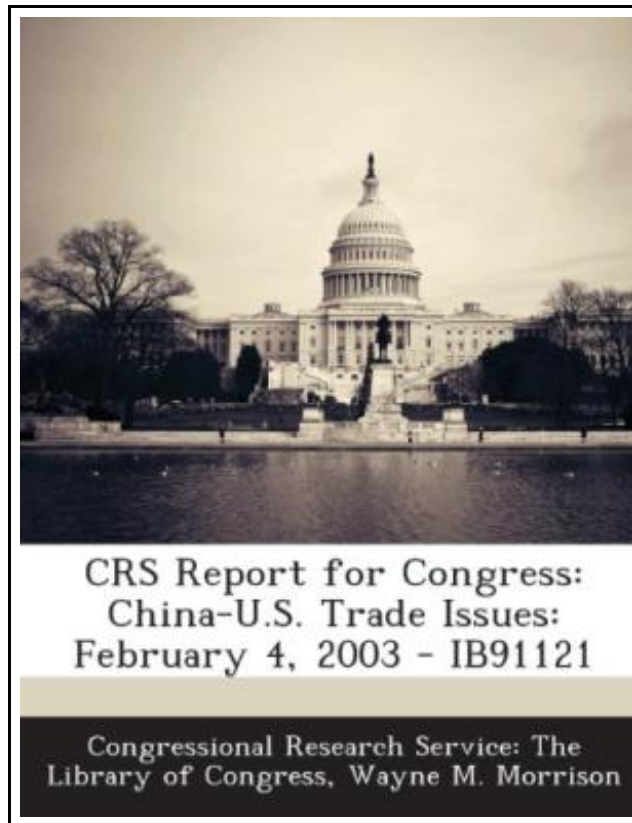 CRS Report for Congress:
China-U.S. Trade Issues:
February 4, 2003 - IB91121
Congressional Research Service: The
Library of Congress, Wayne M. Morrison